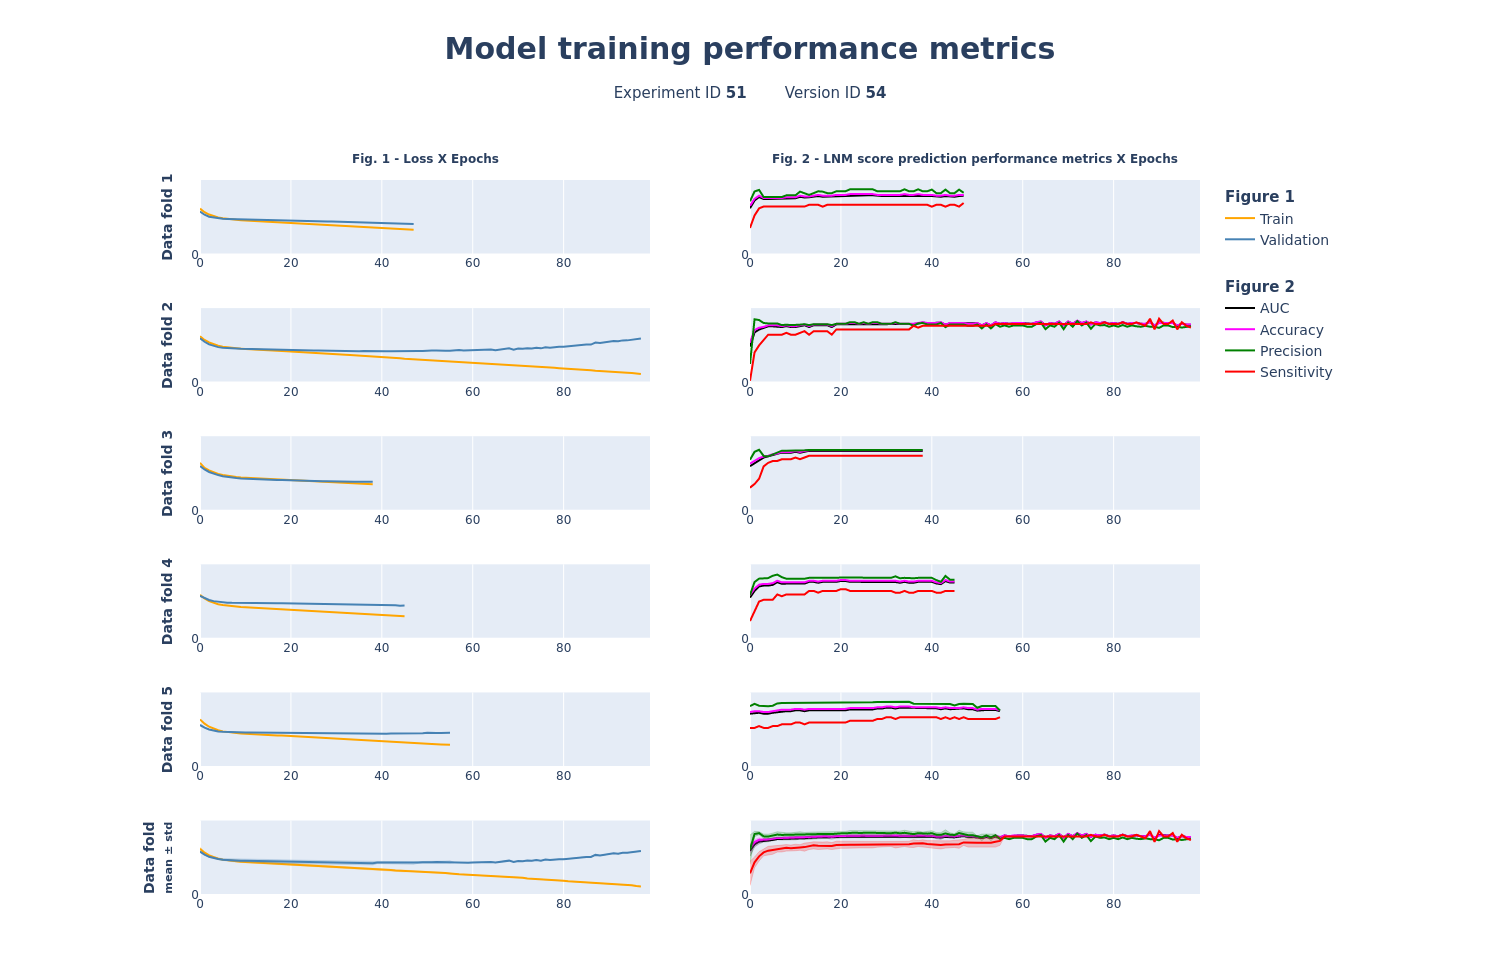 Model training performance metrics
Experiment ID 51 Version ID 54
Fig. 1 - Loss X Epochs
Fig. 2 - LNM score prediction performance metrics X Epochs
Data fold 1
0
0 20 40 60 80
0
0 20 40 60 80
Data fold 2
0
0 20 40 60 80
0
0 20 40 60 80
Data fold 3
0
0 20 40 60 80
0
0 20 40 60 80
Data fold 4
0
0 20 40 60 80
0
0 20 40 60 80
Data fold 5
0
0 20 40 60 80
0
0 20 40 60 80
Data fold
mean ± std
0
0 20 40 60 80
0
0 20 40 60 80
Figure 1
Train
Validation
Figure 2
AUC
Accuracy
Precision
Sensitivity